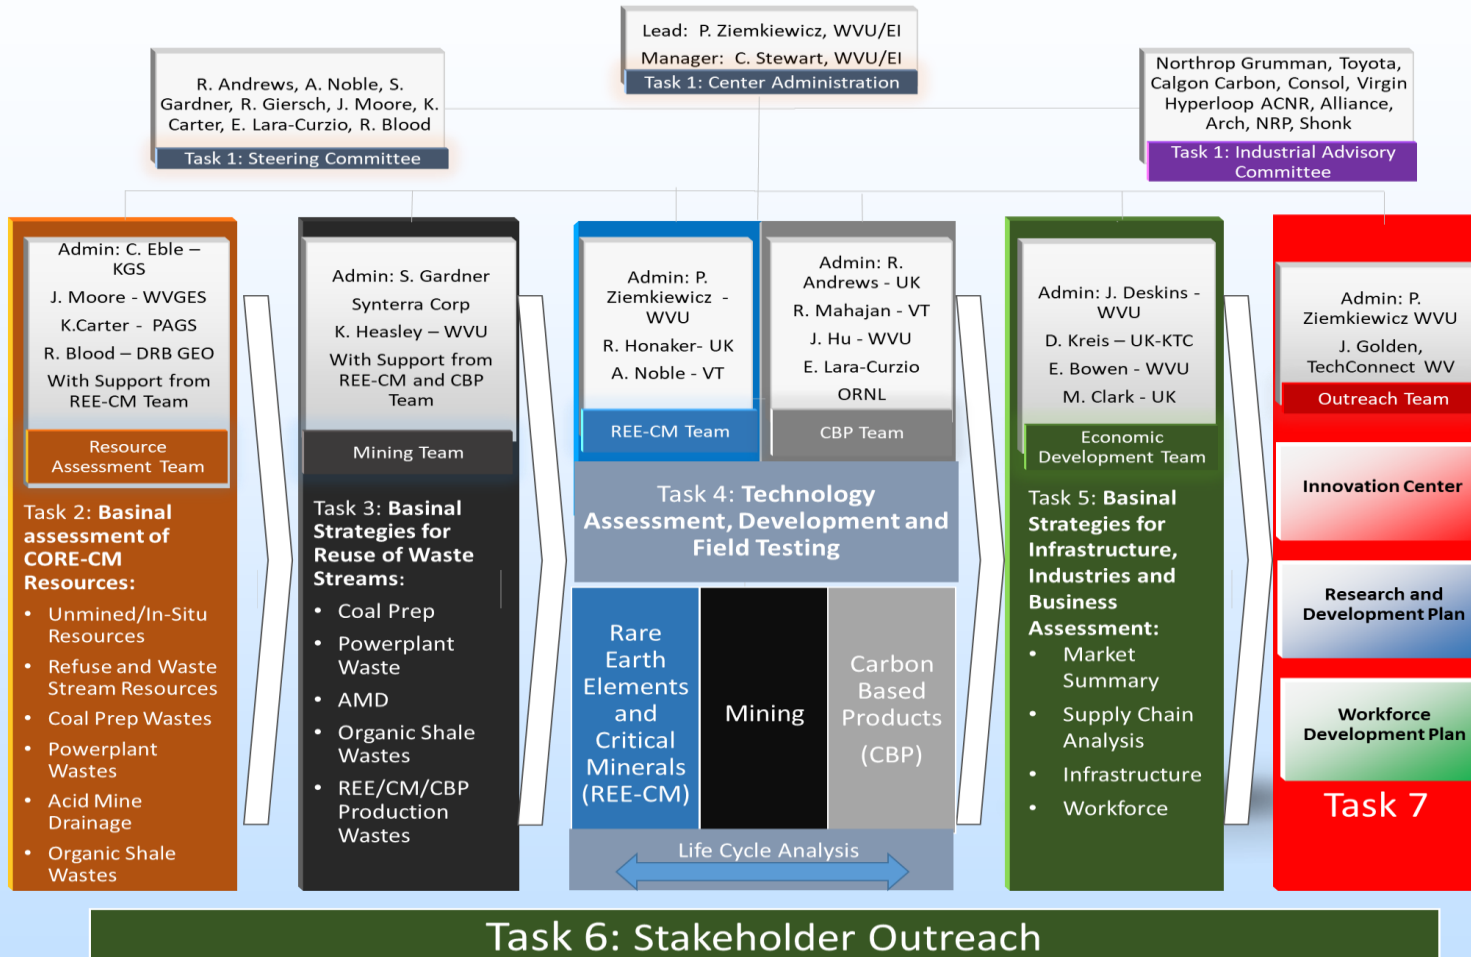 Lead: P. Ziemkiewicz, WVU/EI
Manager: C. Stewart, WVU/EI
Task 1: Center Administration
R. Andrews, A. Noble, S.
Gardner, R. Giersch, J. Moore, K.
Carter, E. Lara-Curzio, R. Blood
Task 1: Steering Committee
Northrop Grumman, Toyota,
Calgon Carbon, Consol, Virgin
Hyperloop ACNR, Alliance,
Arch, NRP, Shonk
Task 1: Industrial Advisory
Committee
Admin: C. Eble –
KGS
J. Moore - WVGES
K.Carter - PAGS
R. Blood – DRB GEO
With Support from
REE-CM Team
Resource
Assessment Team
Task 2: Basinal
assessment of
CORE-CM
Resources:
• Unmined/In-Situ
Resources
• Refuse and Waste
Stream Resources
• Coal Prep Wastes
• Powerplant
Wastes
• Acid Mine
Drainage
• Organic Shale
Wastes
Admin: S. Gardner
Synterra Corp
K. Heasley – WVU
With Support from
REE-CM and CBP
Team
Mining Team
Task 3: Basinal
Strategies for
Reuse of Waste
Streams:
• Coal Prep
• Powerplant
Waste
• AMD
• Organic Shale
Wastes
• REE/CM/CBP
Production
Wastes
Admin: P.
Ziemkiewicz -
WVU
R. Honaker- UK
A. Noble - VT
REE-CM Team
Admin: R.
Andrews - UK
R. Mahajan - VT
J. Hu - WVU
E. Lara-Curzio
ORNL
CBP Team
Task 4: Technology
Assessment, Development and
Field Testing
Rare
Earth
Elements
and
Critical
Minerals
(REE-CM)
Mining
Carbon
Based
Products
(CBP)
Life Cycle Analysis
Admin: J. Deskins -
WVU
D. Kreis – UK-KTC
E. Bowen - WVU
M. Clark - UK
Economic
Development Team
Task 5: Basinal
Strategies for
Infrastructure,
Industries and
Business
Assessment:
• Market
Summary
• Supply Chain
Analysis
• Infrastructure
• Workforce
Admin: P.
Ziemkiewicz WVU
J. Golden,
TechConnect WV
Outreach Team
Innovation Center
Research and
Development Plan
Workforce
Development Plan
Task 7
Task 6: Stakeholder Outreach